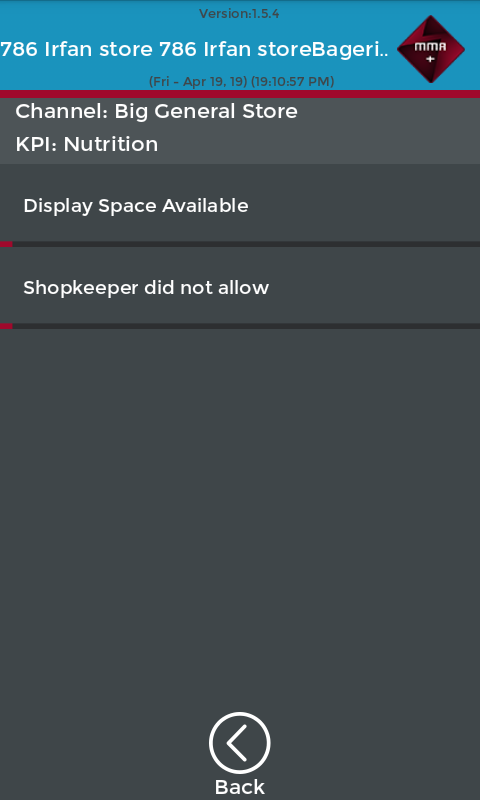 Version:1.5.4
786 Irfan store 786 Irfan storeBageri..
MMA
+
(Fri - Apr 19, 19) (19:10:57 PM)
Channel: Big General Store
KPI: Nutrition
Display Space Available
Shopkeeper did not allow
Back